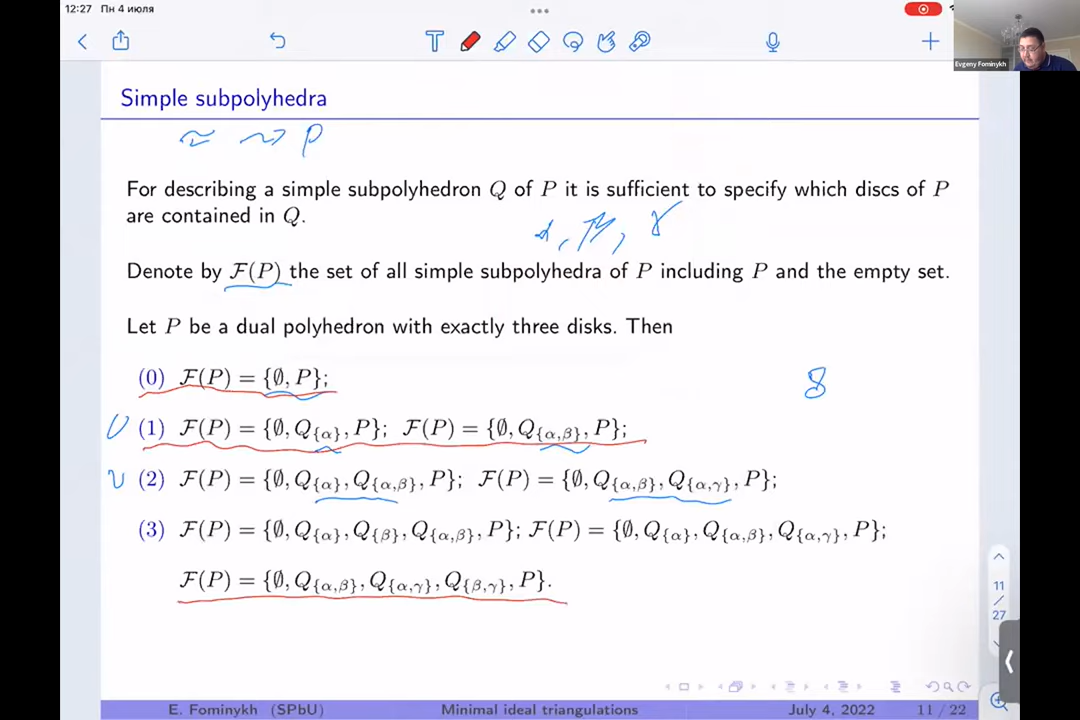 12:27 Пн 4 июля
Evgeny Fominykh
Simple subpolyhedra
≈ ⇝ P
For describing a simple subpolyhedron Q of P it is sufficient to specify which discs of P
are contained in Q.
α, β, γ
Denote by F(P) the set of all simple subpolyhedra of P including P and the empty set.
Let P be a dual polyhedron with exactly three disks. Then
8
(0) F(P) = {∅, P};
(1) F(P) = {∅, Q_{α}, P}; F(P) = {∅, Q_{α,β}, P};
(2) F(P) = {∅, Q_{α}, Q_{α,β}, P}; F(P) = {∅, Q_{α,β}, Q_{α,γ}, P};
(3) F(P) = {∅, Q_{α}, Q_{β}, Q_{α,β}, P}; F(P) = {∅, Q_{α}, Q_{α,β}, Q_{α,γ}, P};
F(P) = {∅, Q_{α,β}, Q_{α,γ}, Q_{β,γ}, P}.
11
/
27
E. Fominykh (SPbU) Minimal ideal triangulations July 4, 2022 11 / 22